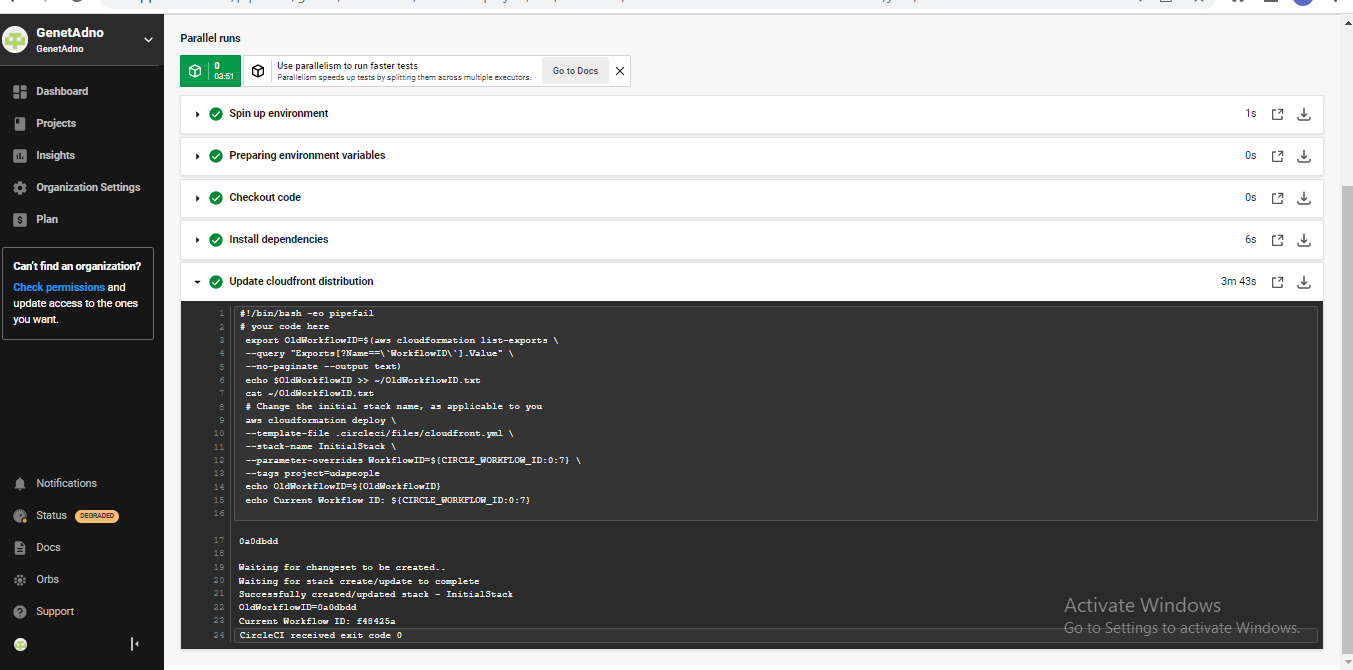 GenetAdno
GenetAdno
Dashboard
Projects
Insights
Organization Settings
Plan
Can't find an organization?
Check permissions and
update access to the ones
you want.
Notifications
Status DEGRADED
Docs
Orbs
Support
Parallel runs
0
03:51
Use parallelism to run faster tests
Parallelism speeds up tests by splitting them across multiple executors.
Go to Docs
Spin up environment 1s
Preparing environment variables 0s
Checkout code 0s
Install dependencies 6s
Update cloudfront distribution 3m 43s
1 #!/bin/bash -eo pipefail
2 # your code here
3 export OldWorkflowID=$(aws cloudformation list-exports \
4 --query "Exports[?Name==\`WorkflowID\`].Value" \
5 --no-paginate --output text)
6 echo $OldWorkflowID >> ~/OldWorkflowID.txt
7 cat ~/OldWorkflowID.txt
8 # Change the initial stack name, as applicable to you
9 aws cloudformation deploy \
10 --template-file .circleci/files/cloudfront.yml \
11 --stack-name InitialStack \
12 --parameter-overrides WorkflowID=${CIRCLE_WORKFLOW_ID:0:7} \
13 --tags project=udapeople
14 echo OldWorkflowID=${OldWorkflowID}
15 echo Current Workflow ID: ${CIRCLE_WORKFLOW_ID:0:7}
16
17 0a0dbdd
18
19 Waiting for changeset to be created..
20 Waiting for stack create/update to complete
21 Successfully created/updated stack - InitialStack
22 OldWorkflowID=0a0dbdd
23 Current Workflow ID: f48425a
24 CircleCI received exit code 0
Activate Windows
Go to Settings to activate Windows.